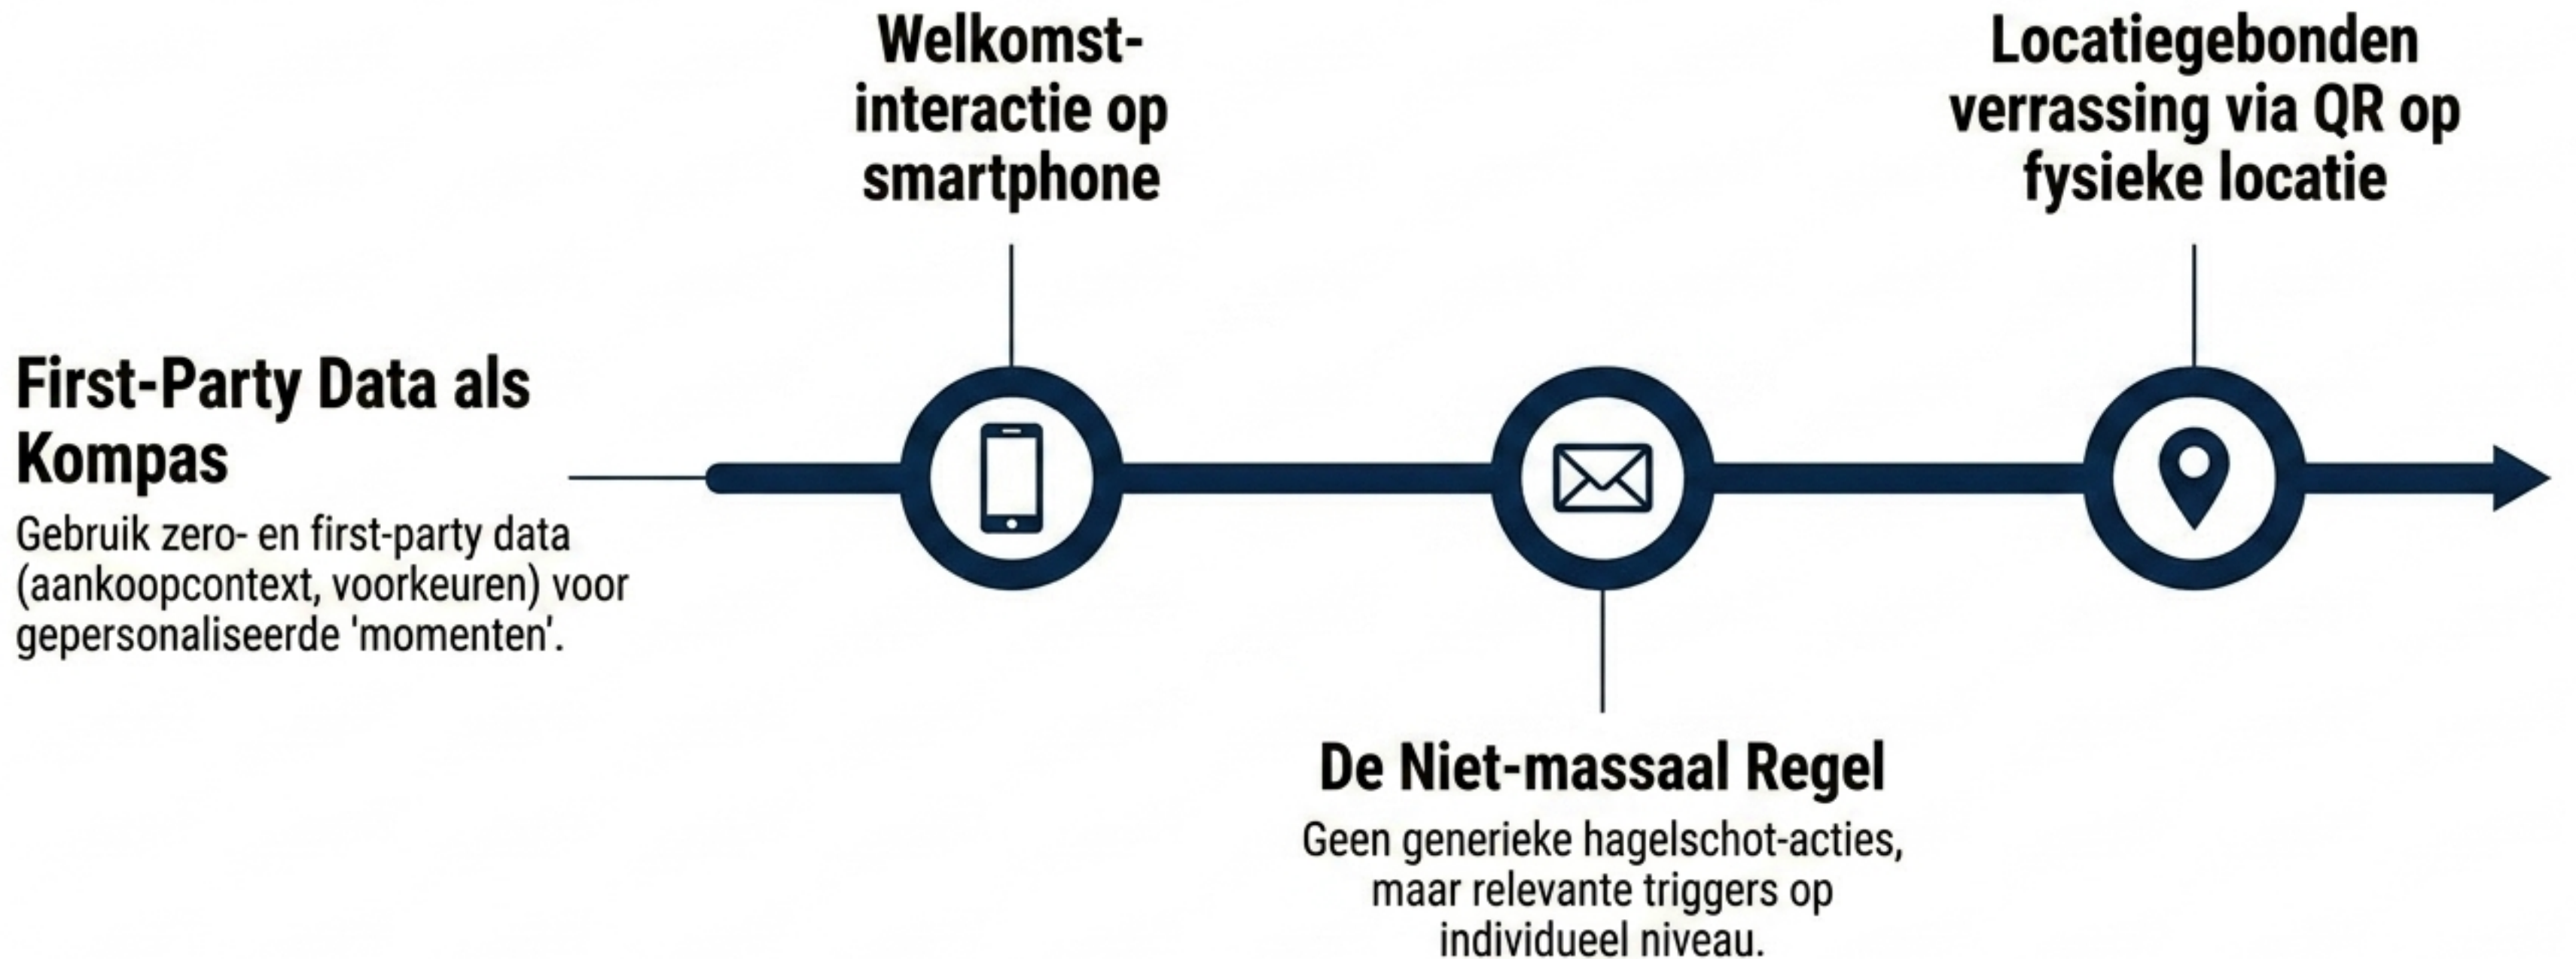 First-Party Data als
Kompas
Gebruik zero- en first-party data
(aankoopcontext, voorkeuren) voor
gepersonaliseerde 'momenten'.
Welkomst-
interactie op
smartphone
De Niet-massaal Regel
Geen generieke hagelschot-acties,
maar relevante triggers op
individueel niveau.
Locatiegebonden
verrassing via QR op
fysieke locatie